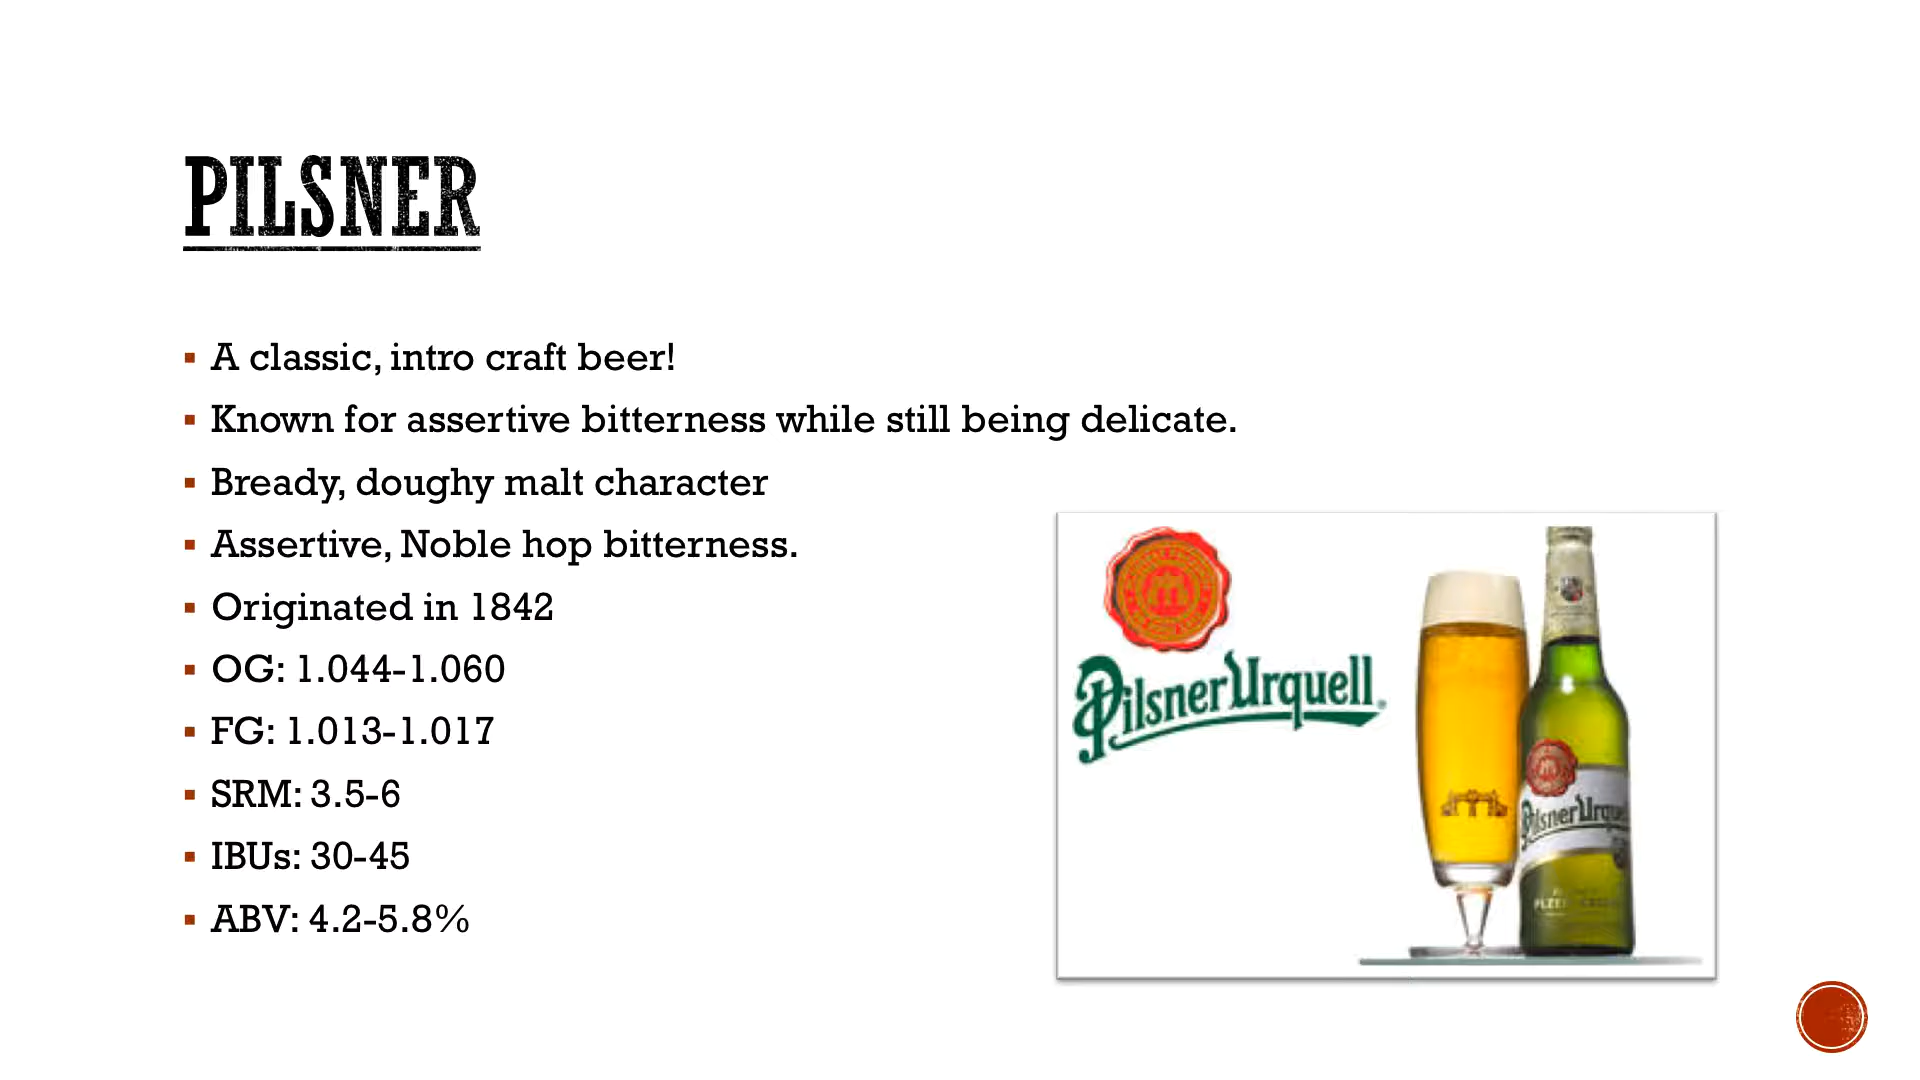 PILSNER
▪ A classic, intro craft beer!
▪ Known for assertive bitterness while still being delicate.
▪ Bready, doughy malt character
▪ Assertive, Noble hop bitterness.
▪ Originated in 1842
▪ OG: 1.044-1.060
▪ FG: 1.013-1.017
▪ SRM: 3.5-6
▪ IBUs: 30-45
▪ ABV: 4.2-5.8%
Pilsner Urquell